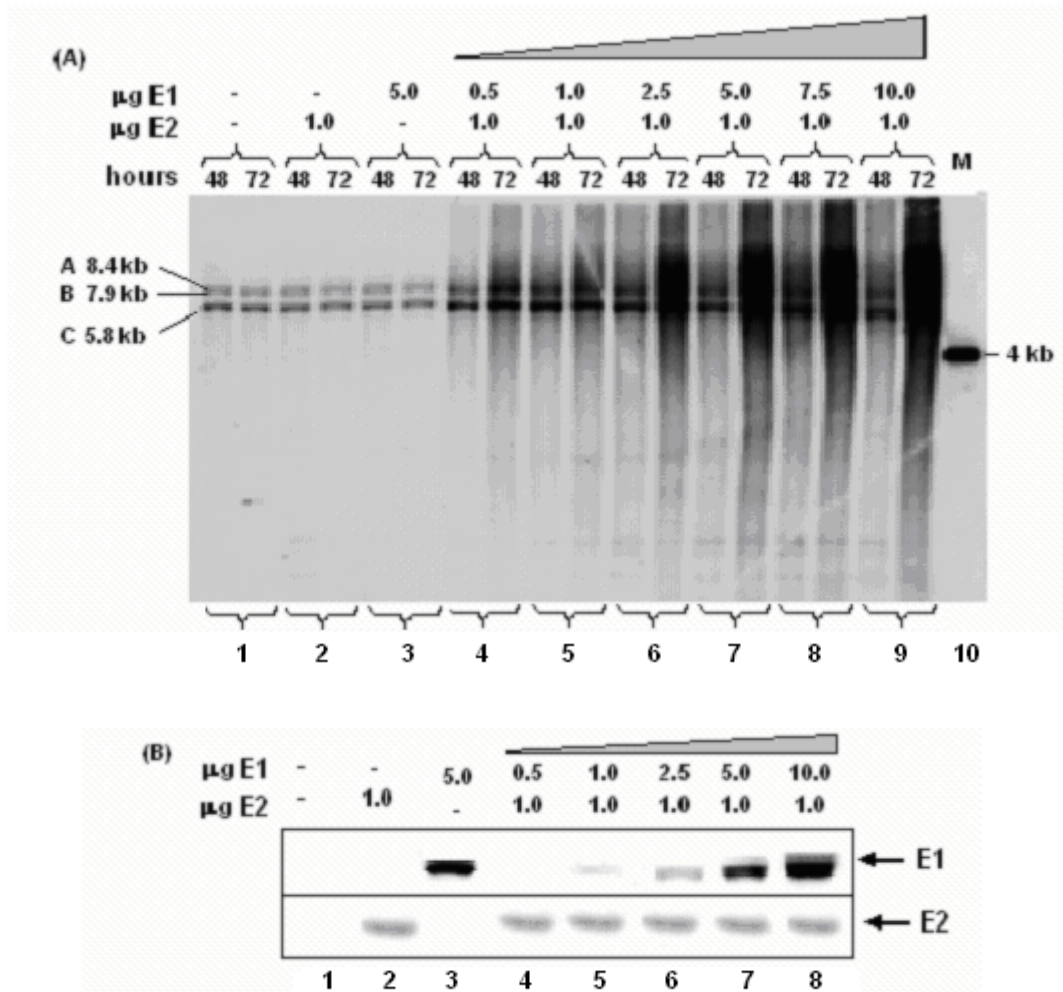 (A)
μg E1 - - 5.0 0.5 1.0 2.5 5.0 7.5 10.0
μg E2 - 1.0 - 1.0 1.0 1.0 1.0 1.0 1.0
hours 48 72 48 72 48 72 48 72 48 72 48 72 48 72 48 72 48 72 M
A 8.4 kb
B 7.9 kb
C 5.8 kb
4 kb
1 2 3 4 5 6 7 8 9 10
(B)
μg E1 - - 5.0 0.5 1.0 2.5 5.0 10.0
μg E2 - 1.0 - 1.0 1.0 1.0 1.0 1.0
E1
E2
1 2 3 4 5 6 7 8